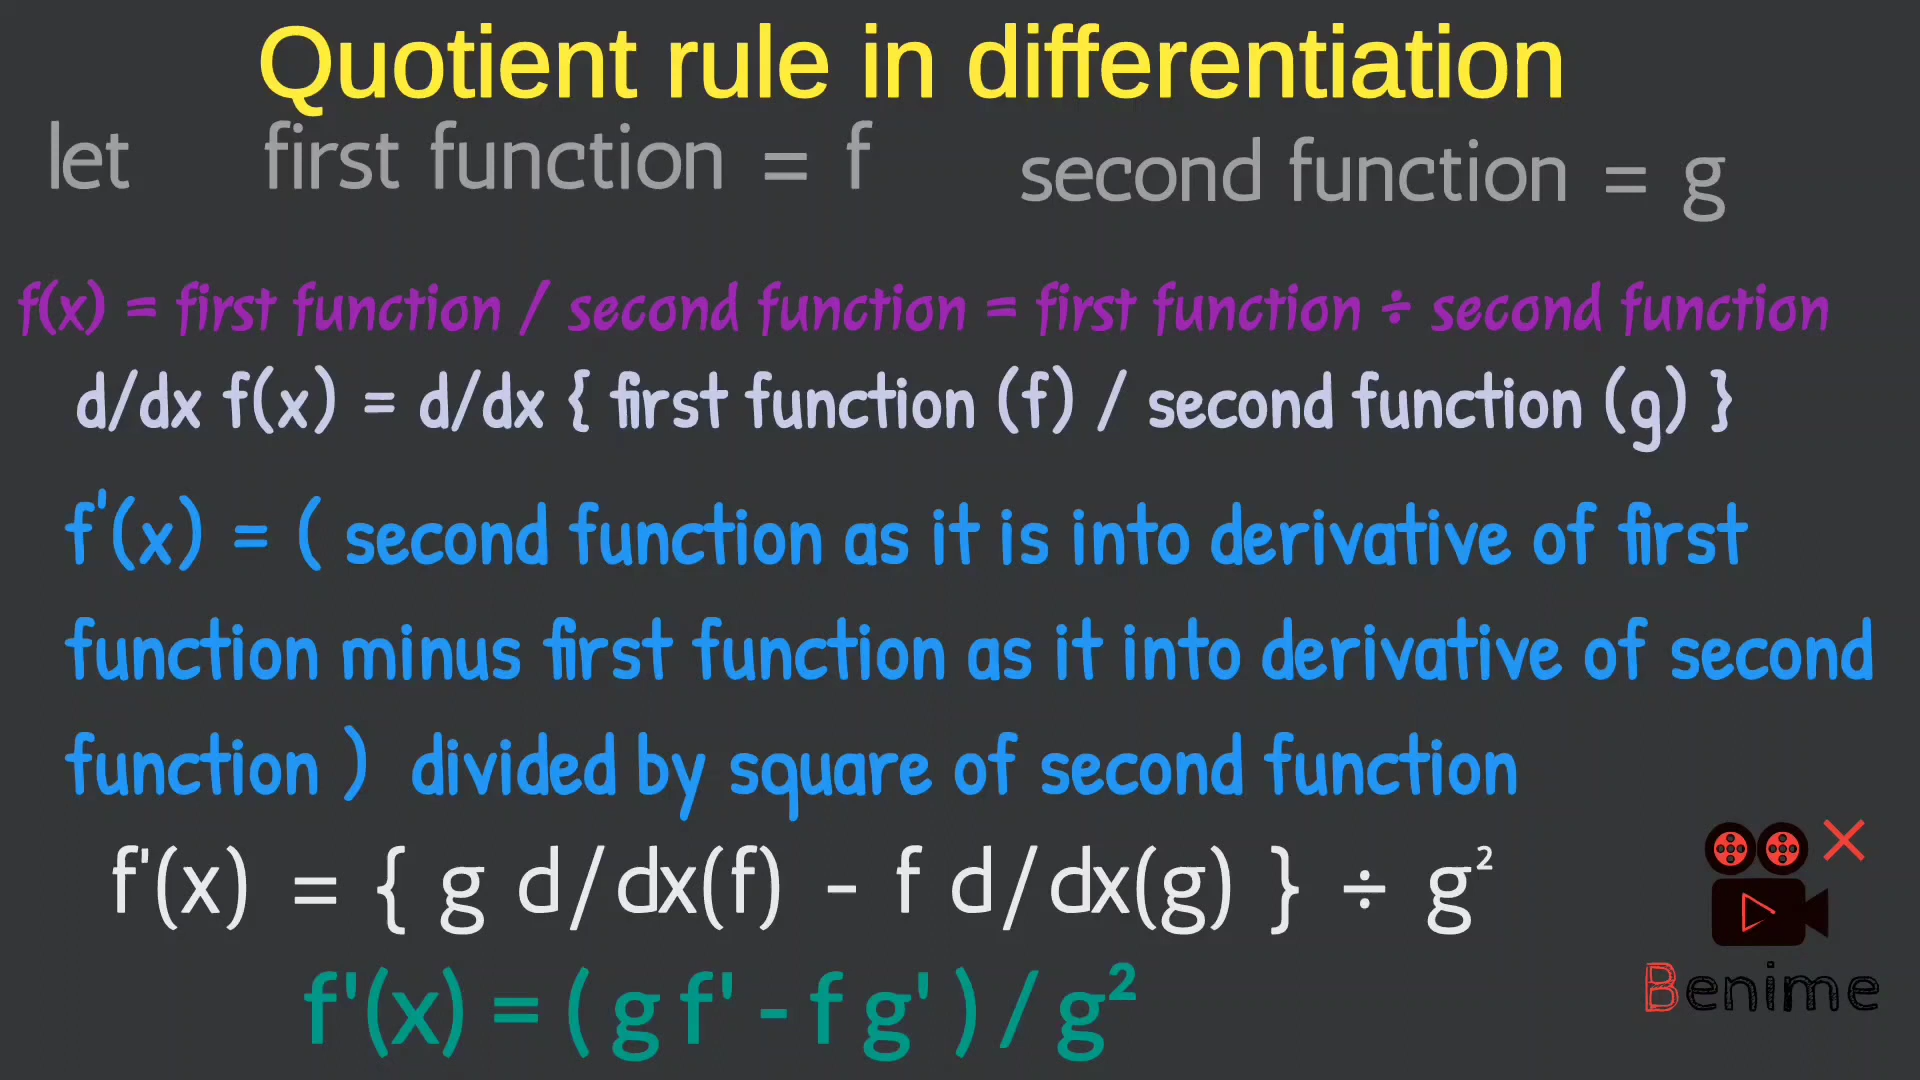 Quotient rule in differentiation
let first function = f second function = g
f(x) = first function / second function = first function ÷ second function
d/dx f(x) = d/dx { first function (f) / second function (g) }
f'(x) = ( second function as it is into derivative of first
function minus first function as it into derivative of second
function ) divided by square of second function
f'(x) = { g d/dx(f) - f d/dx(g) } ÷ g²
f'(x) = ( g f' - f g' ) / g²
Benime